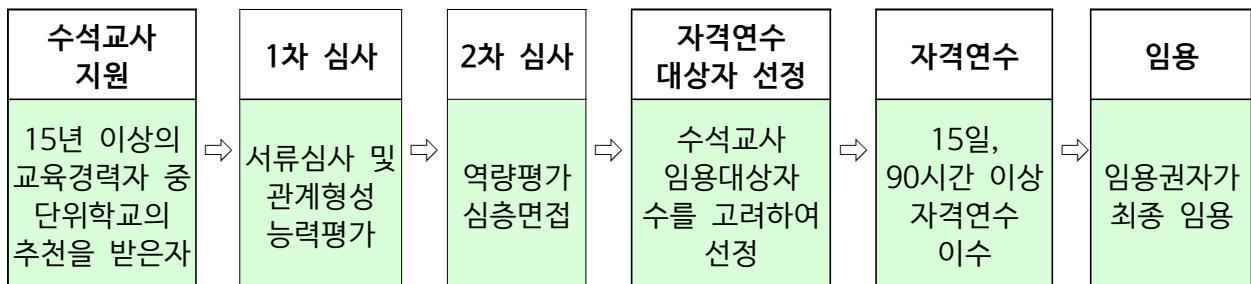 수석교사
지원
15년 이상의
교육경력자 중
단위학교의
추천을 받은자
⇨
1차 심사
서류심사 및
관계형성
능력평가
⇨
2차 심사
역량평가
심층면접
⇨
자격연수
대상자 선정
수석교사
임용대상자
수를 고려하여
선정
⇨
자격연수
15일,
90시간 이상
자격연수
이수
⇨
임용
임용권자가
최종 임용